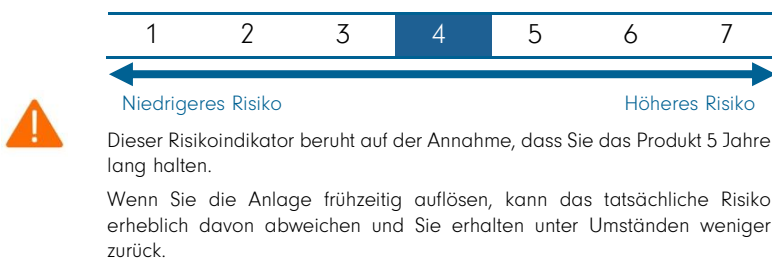 1 2 3 4 5 6 7
Niedrigeres Risiko Höheres Risiko
Dieser Risikoindikator beruht auf der Annahme, dass Sie das Produkt 5 Jahre
lang halten.
Wenn Sie die Anlage frühzeitig auflösen, kann das tatsächliche Risiko
erheblich davon abweichen und Sie erhalten unter Umständen weniger
zurück.